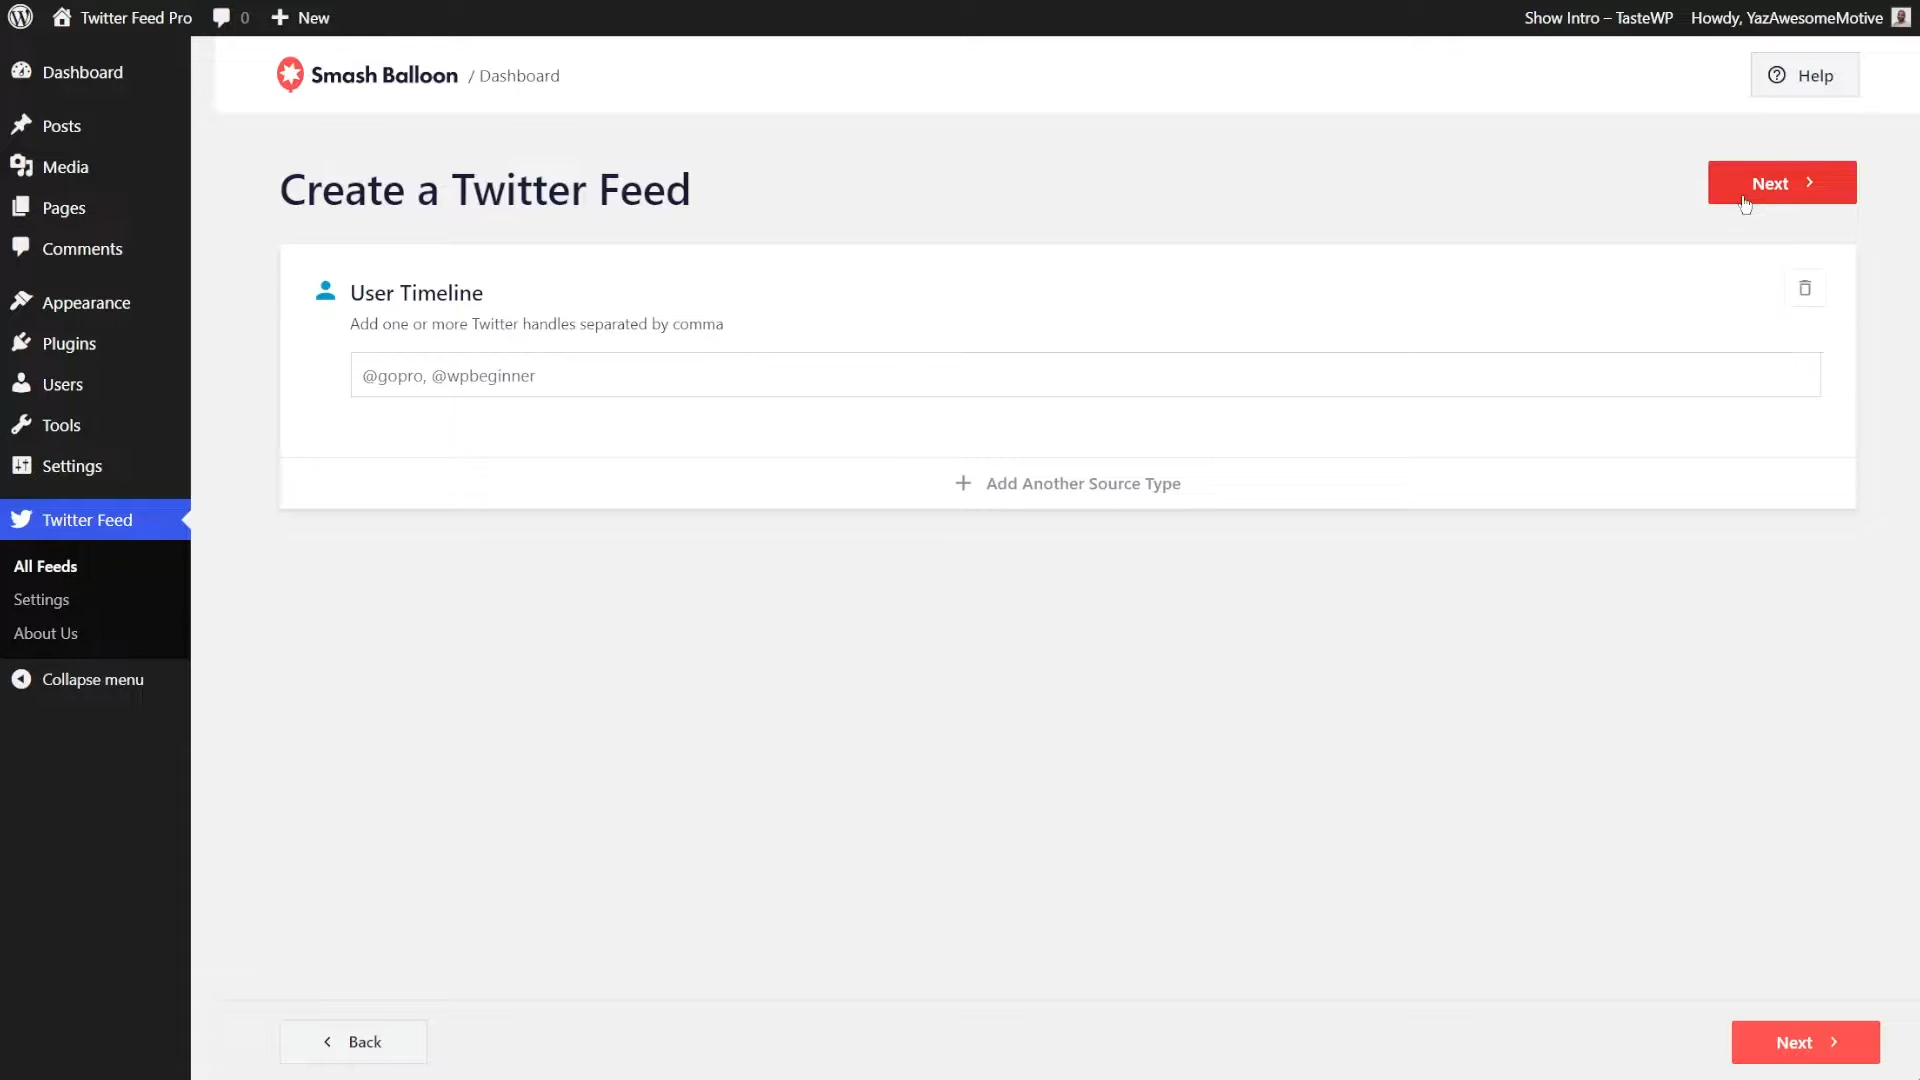 Twitter Feed Pro
0
New
Show Intro – TasteWP
Howdy, YazAwesomeMotive
Dashboard
Posts
Media
Pages
Comments
Appearance
Plugins
Users
Tools
Settings
Twitter Feed
All Feeds
Settings
About Us
Collapse menu
Smash Balloon / Dashboard
Help
Create a Twitter Feed
Next
User Timeline
Add one or more Twitter handles separated by comma
@gopro, @wpbeginner
Add Another Source Type
Back
Next